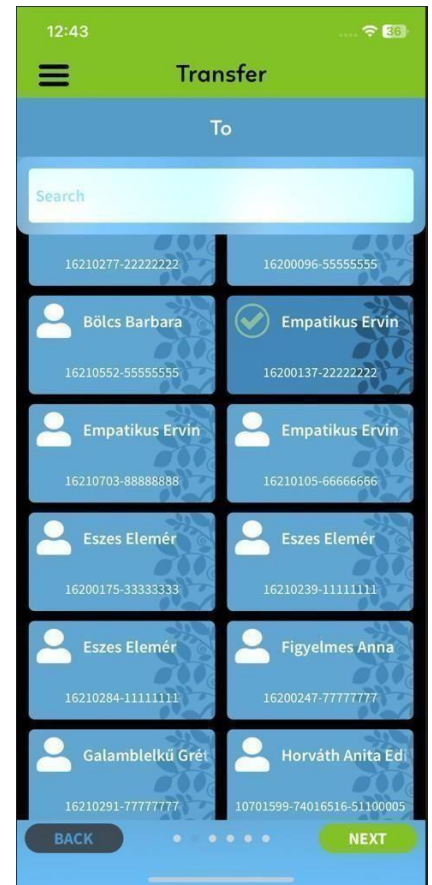 12:43
36
Transfer
To
Search
16210277-22222222
16200096-55555555
Bölcs Barbara
16210552-55555555
Empatikus Ervin
16200137-22222222
Empatikus Ervin
16210703-88888888
Empatikus Ervin
16210105-66666666
Eszes Elemér
16200175-33333333
Eszes Elemér
16210239-11111111
Eszes Elemér
16210284-11111111
Figyelmes Anna
16200247-77777777
Galamblelkű Grét
16210291-77777777
Horváth Anita Edi
10701599-74016516-51100005
BACK
NEXT